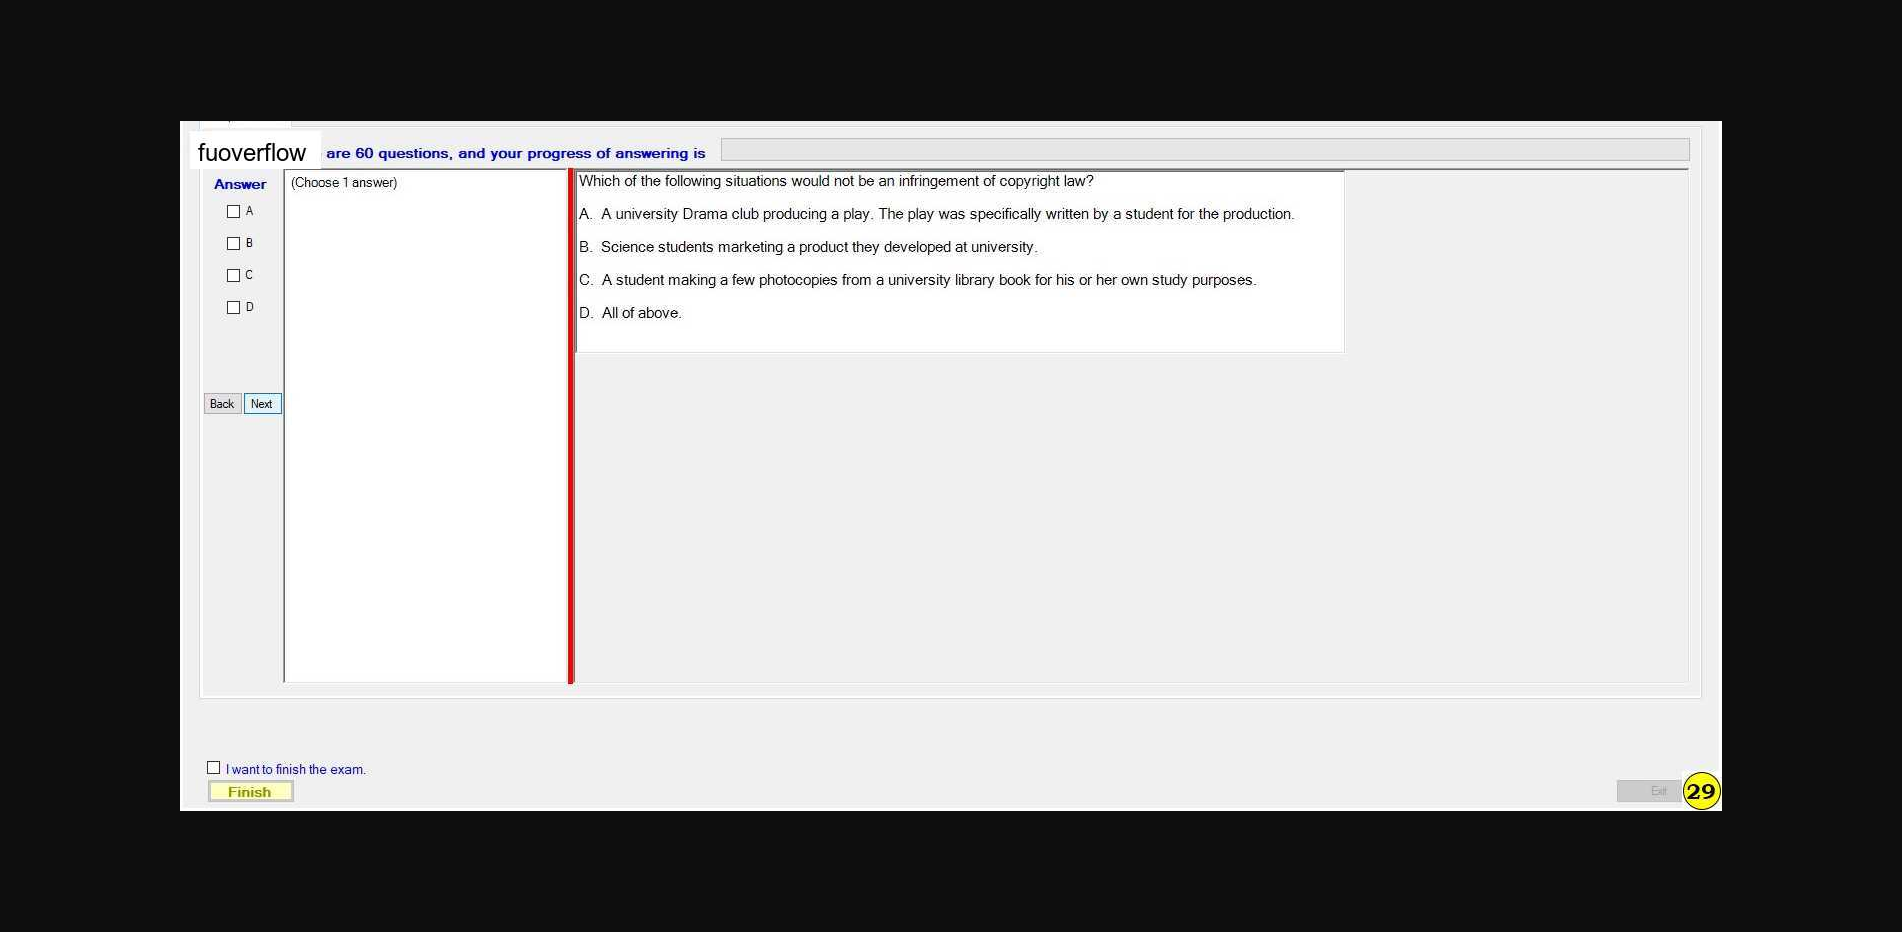 fuoverflow are 60 questions, and your progress of answering is
Answer
(Choose 1 answer)
A
B
C
D
Back Next
Which of the following situations would not be an infringement of copyright law?
A. A university Drama club producing a play. The play was specifically written by a student for the production.
B. Science students marketing a product they developed at university.
C. A student making a few photocopies from a university library book for his or her own study purposes.
D. All of above.
I want to finish the exam.
Finish
Exit
29